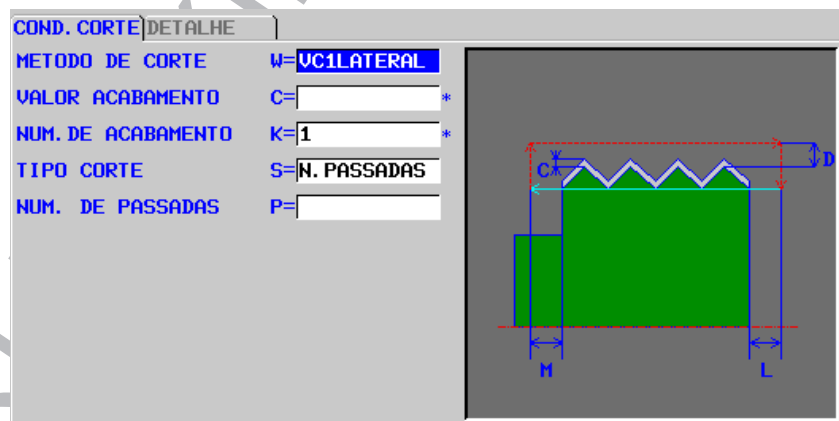 COND. CORTE DETALHE
METODO DE CORTE W=VC1LATERAL
VALOR ACABAMENTO C= *
NUM. DE ACABAMENTO K=1 *
TIPO CORTE S=N. PASSADAS
NUM. DE PASSADAS P=
C
D
M
L